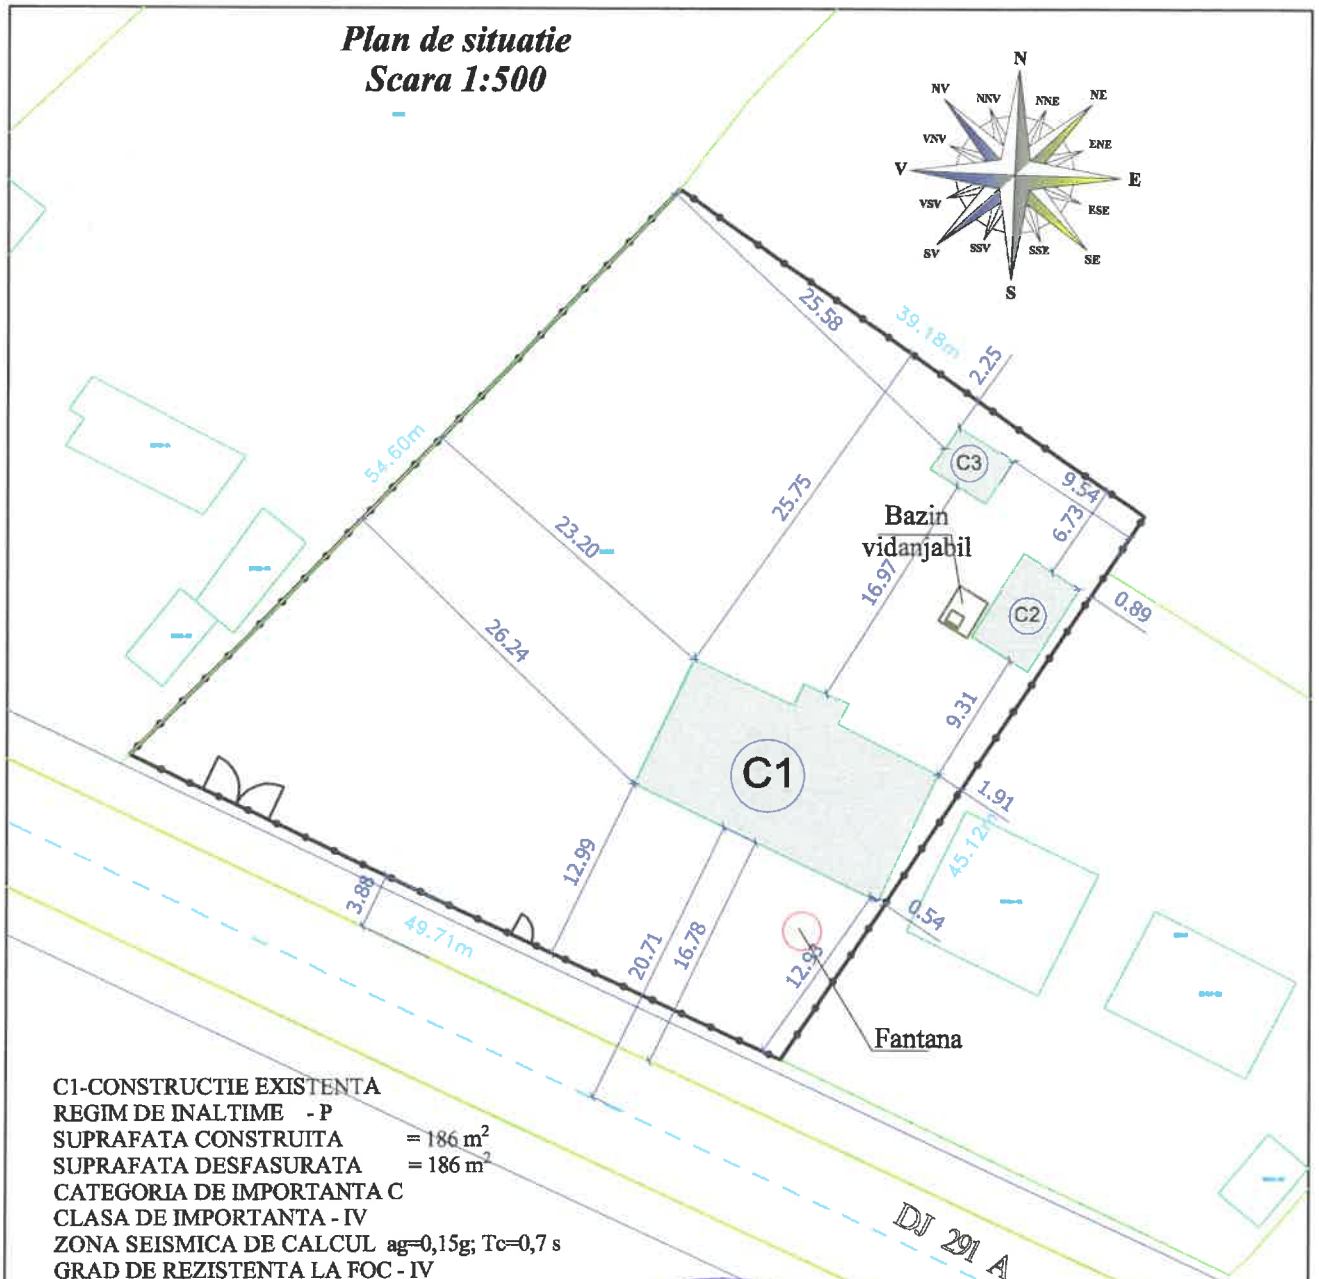 Plan de situatie
Scara 1:500
N
NV
NNV
NNE
NE
VNV
ENE
V
E
VSV
ESE
SV
SSV
SSE
SE
S
25.58
39.18m
2.25
54.60m
C3
9.54
25.75
6.73
Bazin
vidanjabil
23.20
16.97
C2
0.89
26.24
9.31
C1
1.91
45.12m
12.99
3.88
49.71m
0.54
20.71
16.78
12.93
Fantana
C1-CONSTRUCTIE EXISTENTA
REGIM DE INALTIME - P
SUPRAFATA CONSTRUITA = 186 m²
SUPRAFATA DESFASURATA = 186 m²
CATEGORIA DE IMPORTANTA C
CLASA DE IMPORTANTA - IV
ZONA SEISMICA DE CALCUL ag=0,15g; Tc=0,7 s
GRAD DE REZISTENTA LA FOC - IV
DJ 291 A